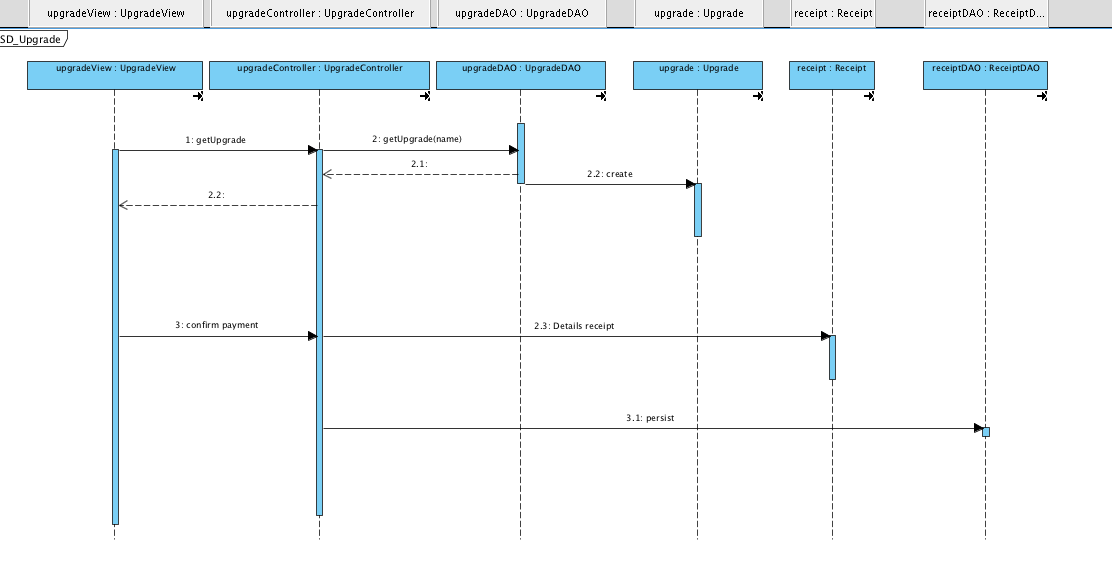 upgradeView : UpgradeView
upgradeController : UpgradeController
upgradeDAO : UpgradeDAO
upgrade : Upgrade
receipt : Receipt
receiptDAO : ReceiptD...
SD_Upgrade
upgradeView : UpgradeView
upgradeController : UpgradeController
upgradeDAO : UpgradeDAO
upgrade : Upgrade
receipt : Receipt
receiptDAO : ReceiptDAO
1: getUpgrade
2: getUpgrade(name)
2.1:
2.2: create
2.2:
3: confirm payment
2.3: Details receipt
3.1: persist